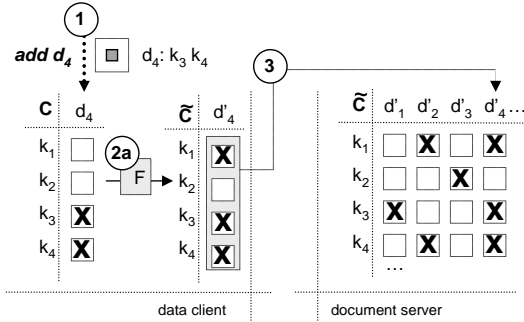 1
add d4 d4: k3 k4
3
C d4
C̃ d'4
C̃ d'1 d'2 d'3 d'4 ...
2a
F
k1
k2
k3 X
k4 X
k1 X
k2
k3 X
k4 X
k1 X X
k2 X
k3 X X
k4 X X
...
data client
document server